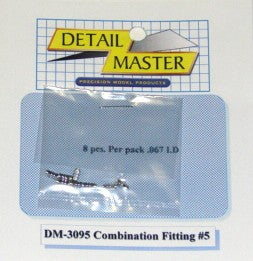 DETAIL
MASTER
PRECISION MODEL PRODUCTS
8 pcs. Per pack .067 I.D
DM-3095 Combination Fitting #5